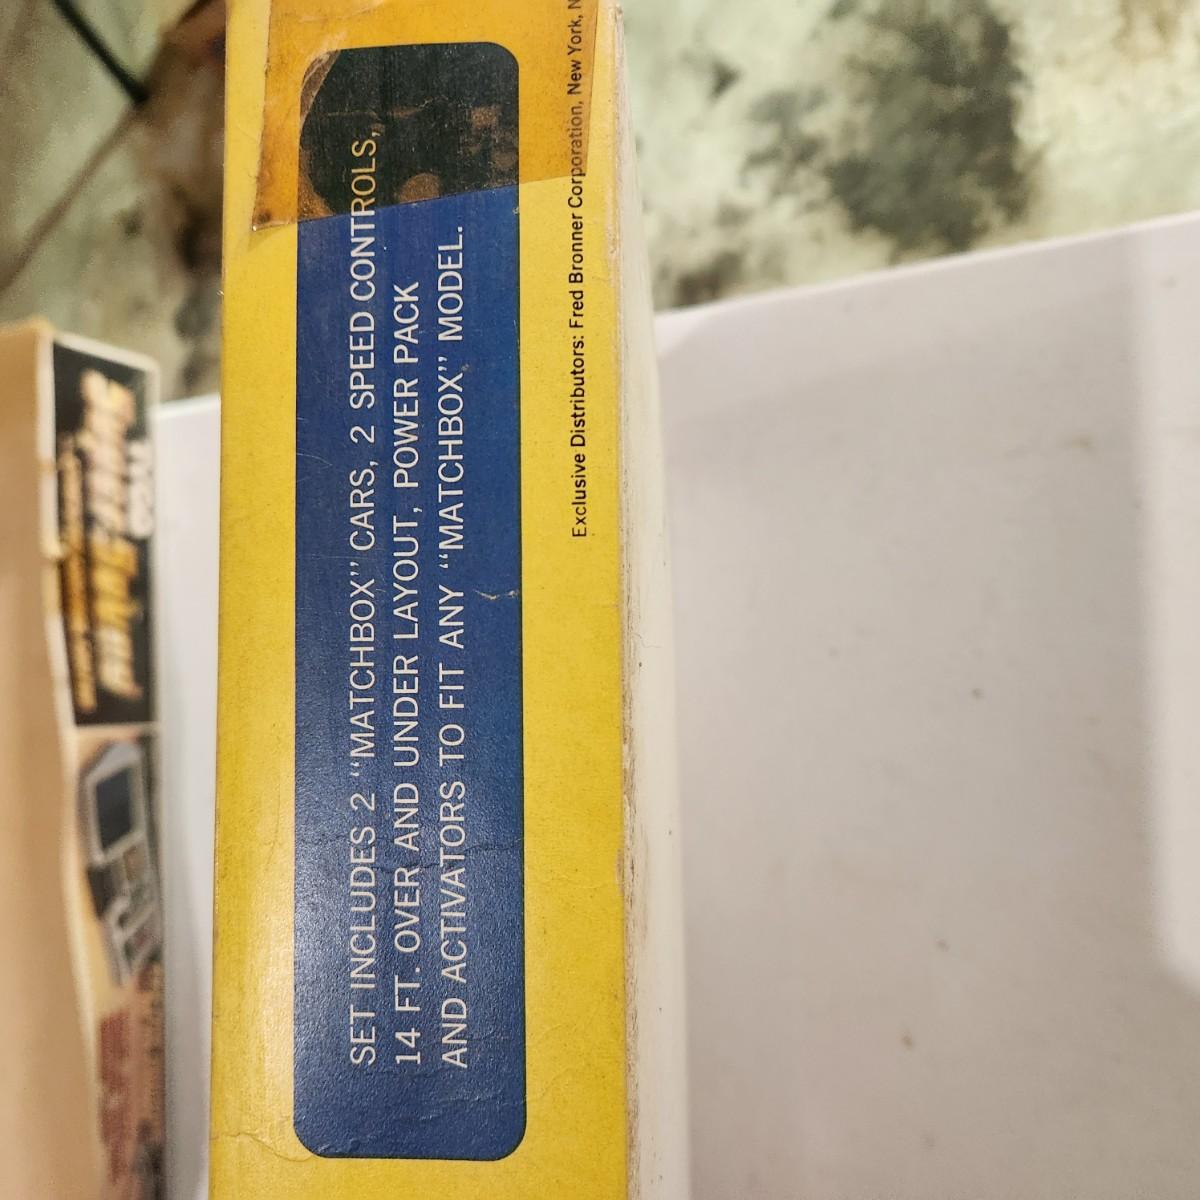 SET INCLUDES 2 “MATCHBOX” CARS, 2 SPEED CONTROLS,
14 FT. OVER AND UNDER LAYOUT, POWER PACK
AND ACTIVATORS TO FIT ANY “MATCHBOX” MODEL.
Exclusive Distributors: Fred Bronner Corporation, New York, N